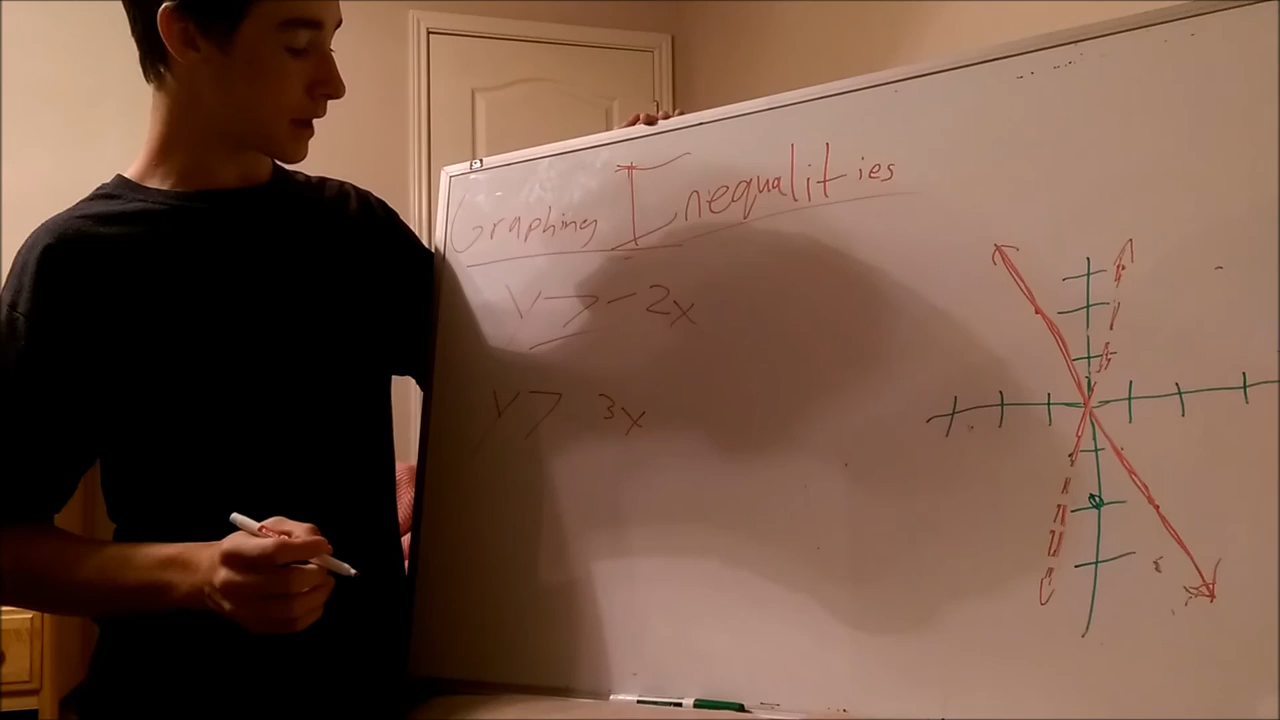 Graphing Inequalities
y ≥ -2x
y > 3x